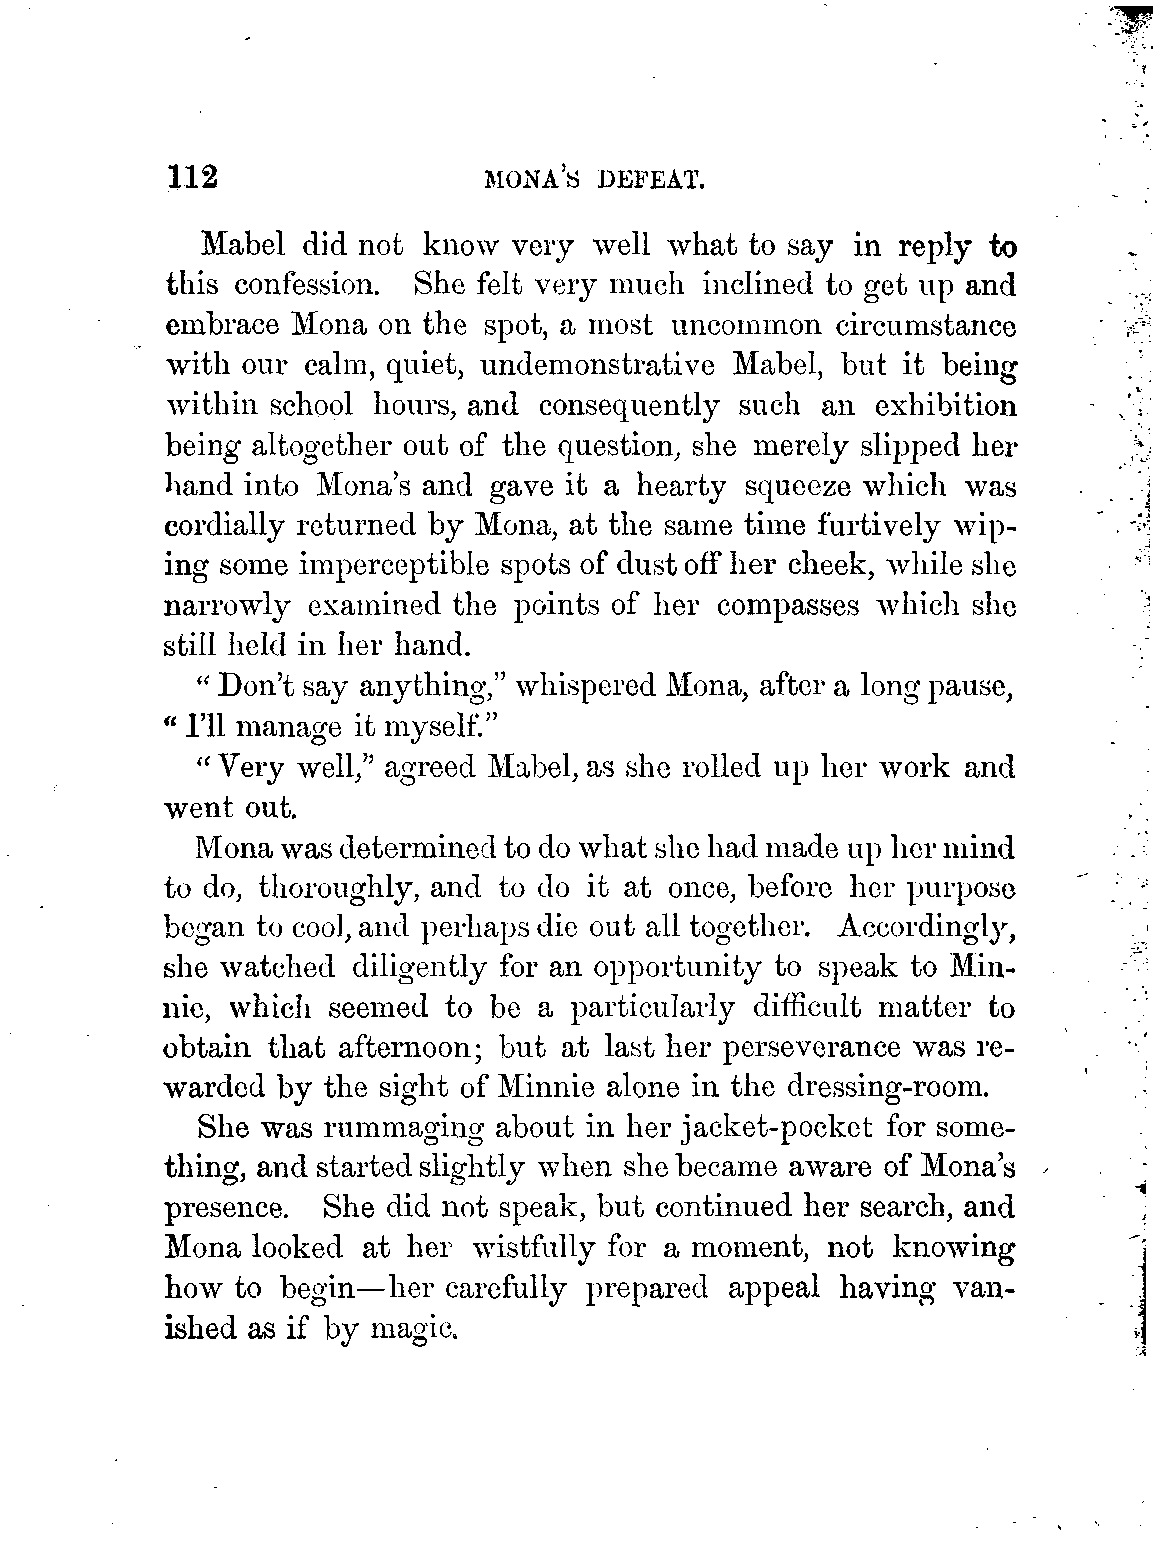 112 MONA'S DEFEAT.
Mabel did not know very well what to say in reply to
this confession. She felt very much inclined to get up and
embrace Mona on the spot, a most uncommon circumstance
with our calm, quiet, undemonstrative Mabel, but it being
within school hours, and consequently such an exhibition
being altogether out of the question, she merely slipped her
hand into Mona's and gave it a hearty squeeze which was
cordially returned by Mona, at the same time furtively wip-
ing some imperceptible spots of dust off her cheek, while she
narrowly examined the points of her compasses which she
still held in her hand.
" Don't say anything," whispered Mona, after a long pause,
" I'll manage it myself."
" Very well," agreed Mabel, as she rolled up her work and
went out.
Mona was determined to do what she had made up her mind
to do, thoroughly, and to do it at once, before her purpose
began to cool, and perhaps die out all together. Accordingly,
she watched diligently for an opportunity to speak to Min-
nie, which seemed to be a particularly difficult matter to
obtain that afternoon; but at last her perseverance was re-
warded by the sight of Minnie alone in the dressing-room.
She was rummaging about in her jacket-pocket for some-
thing, and started slightly when she became aware of Mona's
presence. She did not speak, but continued her search, and
Mona looked at her wistfully for a moment, not knowing
how to begin—her carefully prepared appeal having van-
ished as if by magic.